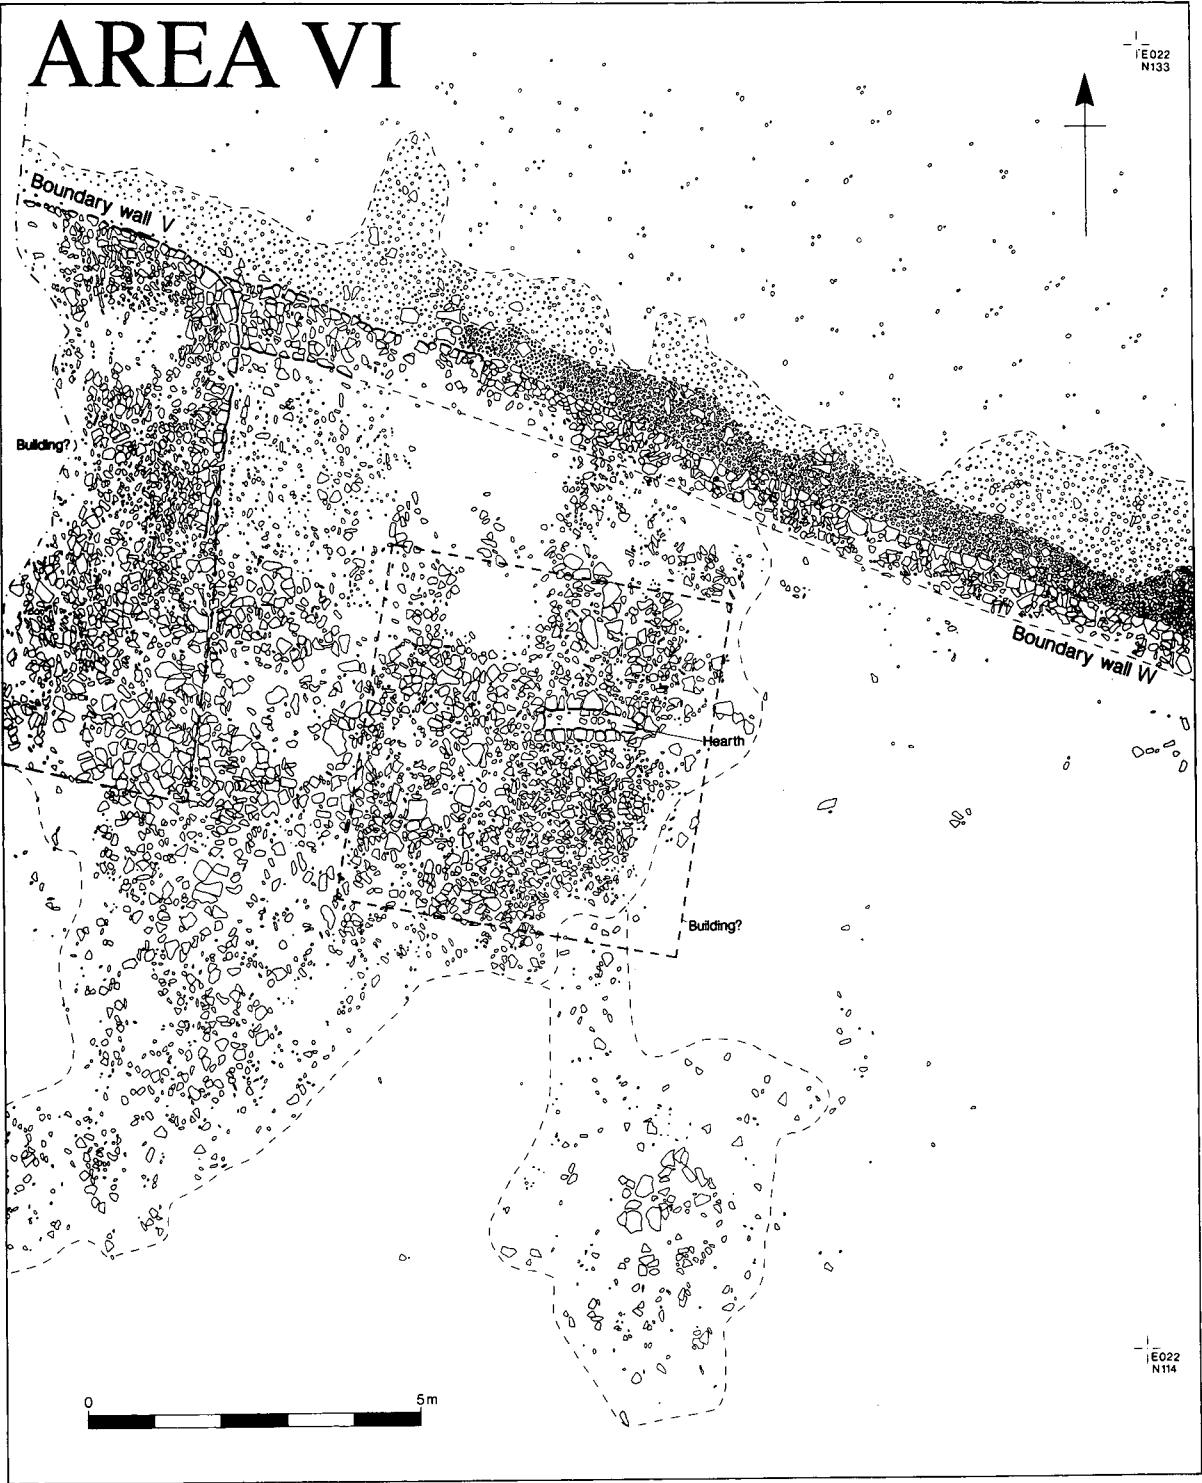 AREA VI
E022
N133
Boundary wall V
Building?
Boundary wall W
Hearth
Building?
E022
N114
0 5m